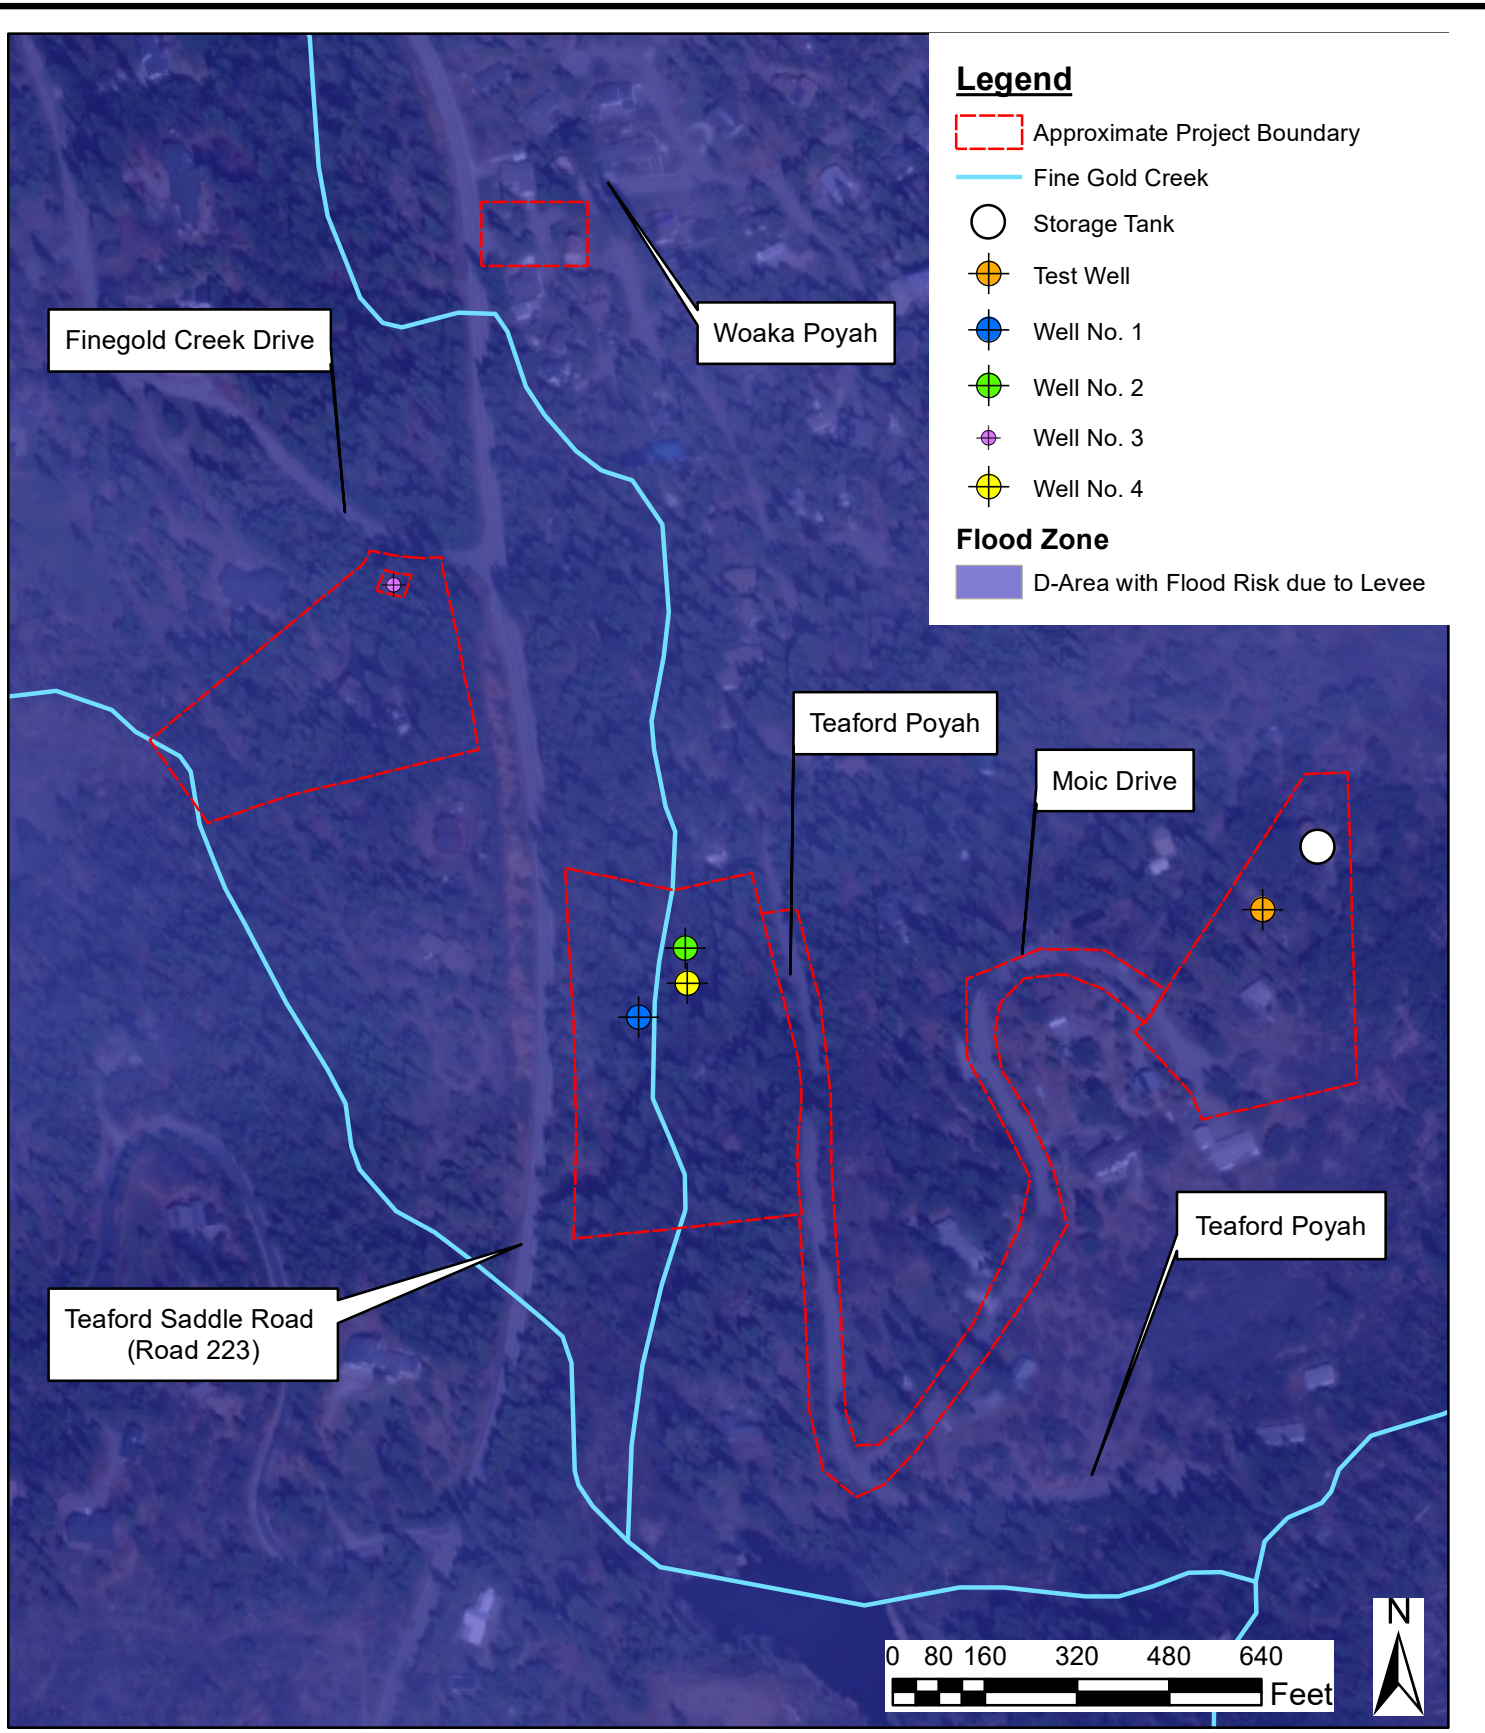 Legend
Approximate Project Boundary
Fine Gold Creek
Storage Tank
Test Well
Well No. 1
Well No. 2
Well No. 3
Well No. 4
Flood Zone
D-Area with Flood Risk due to Levee
Woaka Poyah
Finegold Creek Drive
Teaford Poyah
Moic Drive
Teaford Poyah
Teaford Saddle Road
(Road 223)
N
0 80 160 320 480 640
Feet